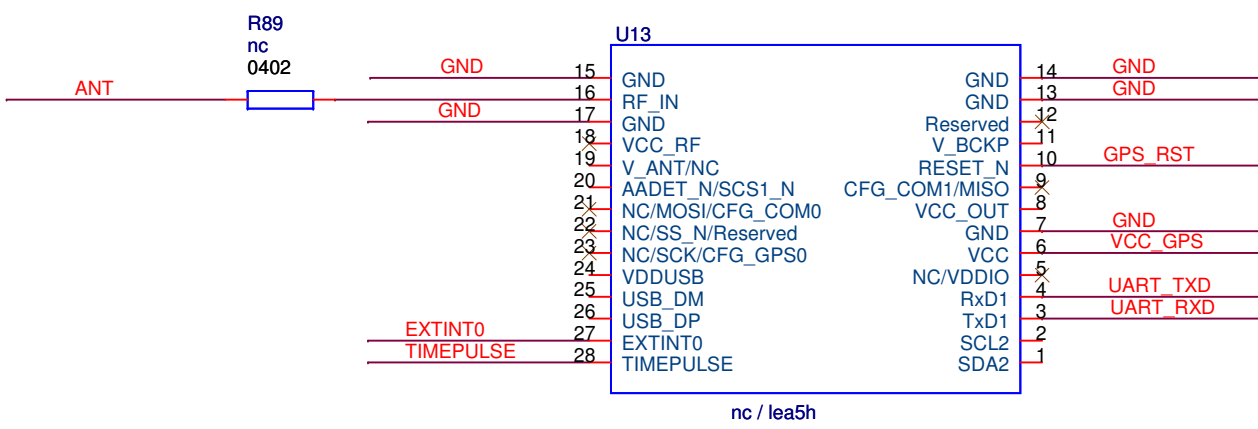 R89
nc
0402
ANT
U13
GND 15 GND GND 14 GND
16 RF_IN GND 13 GND
GND 17 GND Reserved 12
18 VCC_RF V_BCKP 11
19 V_ANT/NC RESET_N 10 GPS_RST
20 AADET_N/SCS1_N CFG_COM1/MISO 9
21 NC/MOSI/CFG_COM0 VCC_OUT 8
22 NC/SS_N/Reserved GND 7 GND
23 NC/SCK/CFG_GPS0 VCC 6 VCC_GPS
24 VDDUSB NC/VDDIO 5
25 USB_DM RxD1 4 UART_TXD
26 USB_DP TxD1 3 UART_RXD
EXTINT0 27 EXTINT0 SCL2 2
TIMEPULSE 28 TIMEPULSE SDA2 1
nc / lea5h